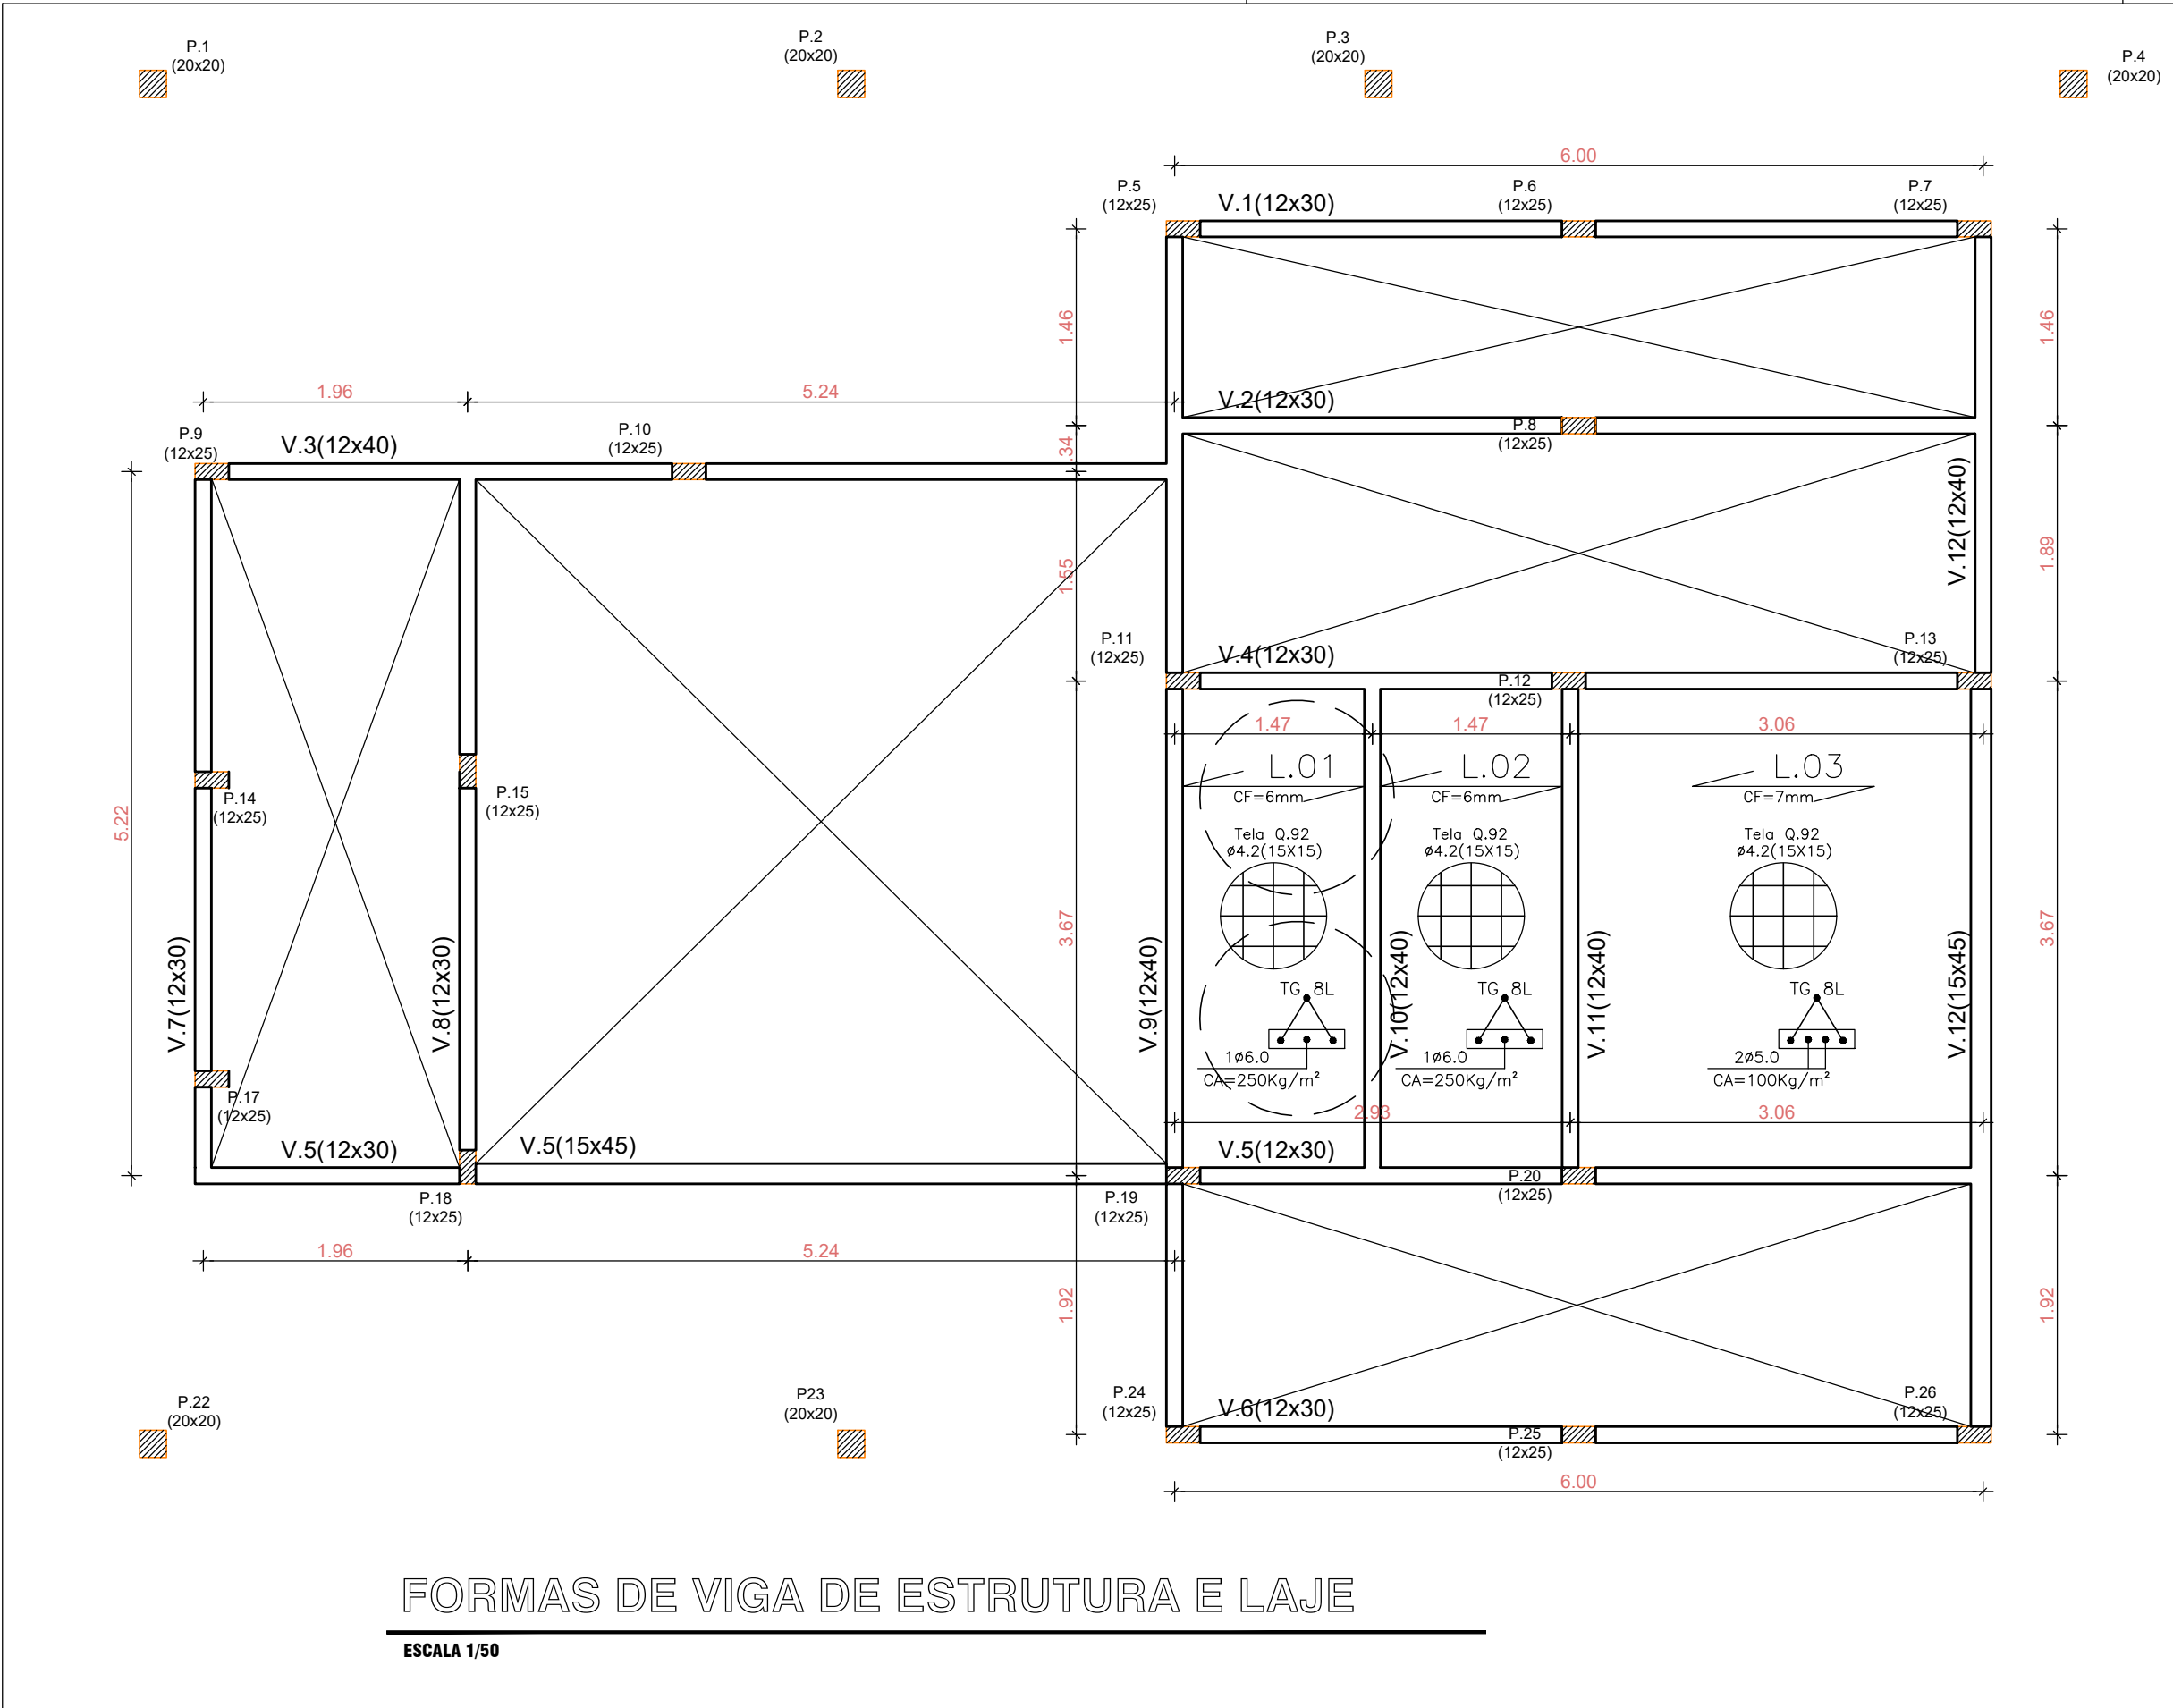 P.1
(20x20)
P.2
(20x20)
P.3
(20x20)
P.4
(20x20)
6.00
P.5
(12x25)
V.1(12x30)
P.6
(12x25)
P.7
(12x25)
1.46
1.46
1.96
5.24
V.2(12x30)
P.8
(12x25)
.34
P.9
(12x25)
V.3(12x40)
P.10
(12x25)
V.12(12x40)
1.55
1.89
P.11
(12x25)
V.4(12x30)
P.12
(12x25)
P.13
(12x25)
1.47
1.47
3.06
L.01
CF=6mm
L.02
CF=6mm
L.03
CF=7mm
P.14
(12x25)
P.15
(12x25)
5.22
Tela Q.92
ø4.2(15X15)
Tela Q.92
ø4.2(15X15)
Tela Q.92
ø4.2(15X15)
3.67
3.67
V.7(12x30)
V.8(12x30)
V.9(12x40)
V.10(12x40)
V.11(12x40)
V.12(15x45)
TG 8L
1ø6.0
CA=250Kg/m²
TG 8L
1ø6.0
CA=250Kg/m²
TG 8L
2ø5.0
CA=100Kg/m²
P.17
(12x25)
2.93
3.06
V.5(12x30)
V.5(15x45)
V.5(12x30)
P.18
(12x25)
P.19
(12x25)
P.20
(12x25)
1.96
5.24
1.92
1.92
P.22
(20x20)
P23
(20x20)
P.24
(12x25)
V.6(12x30)
P.25
(12x25)
P.26
(12x25)
6.00
FORMAS DE VIGA DE ESTRUTURA E LAJE
ESCALA 1/50